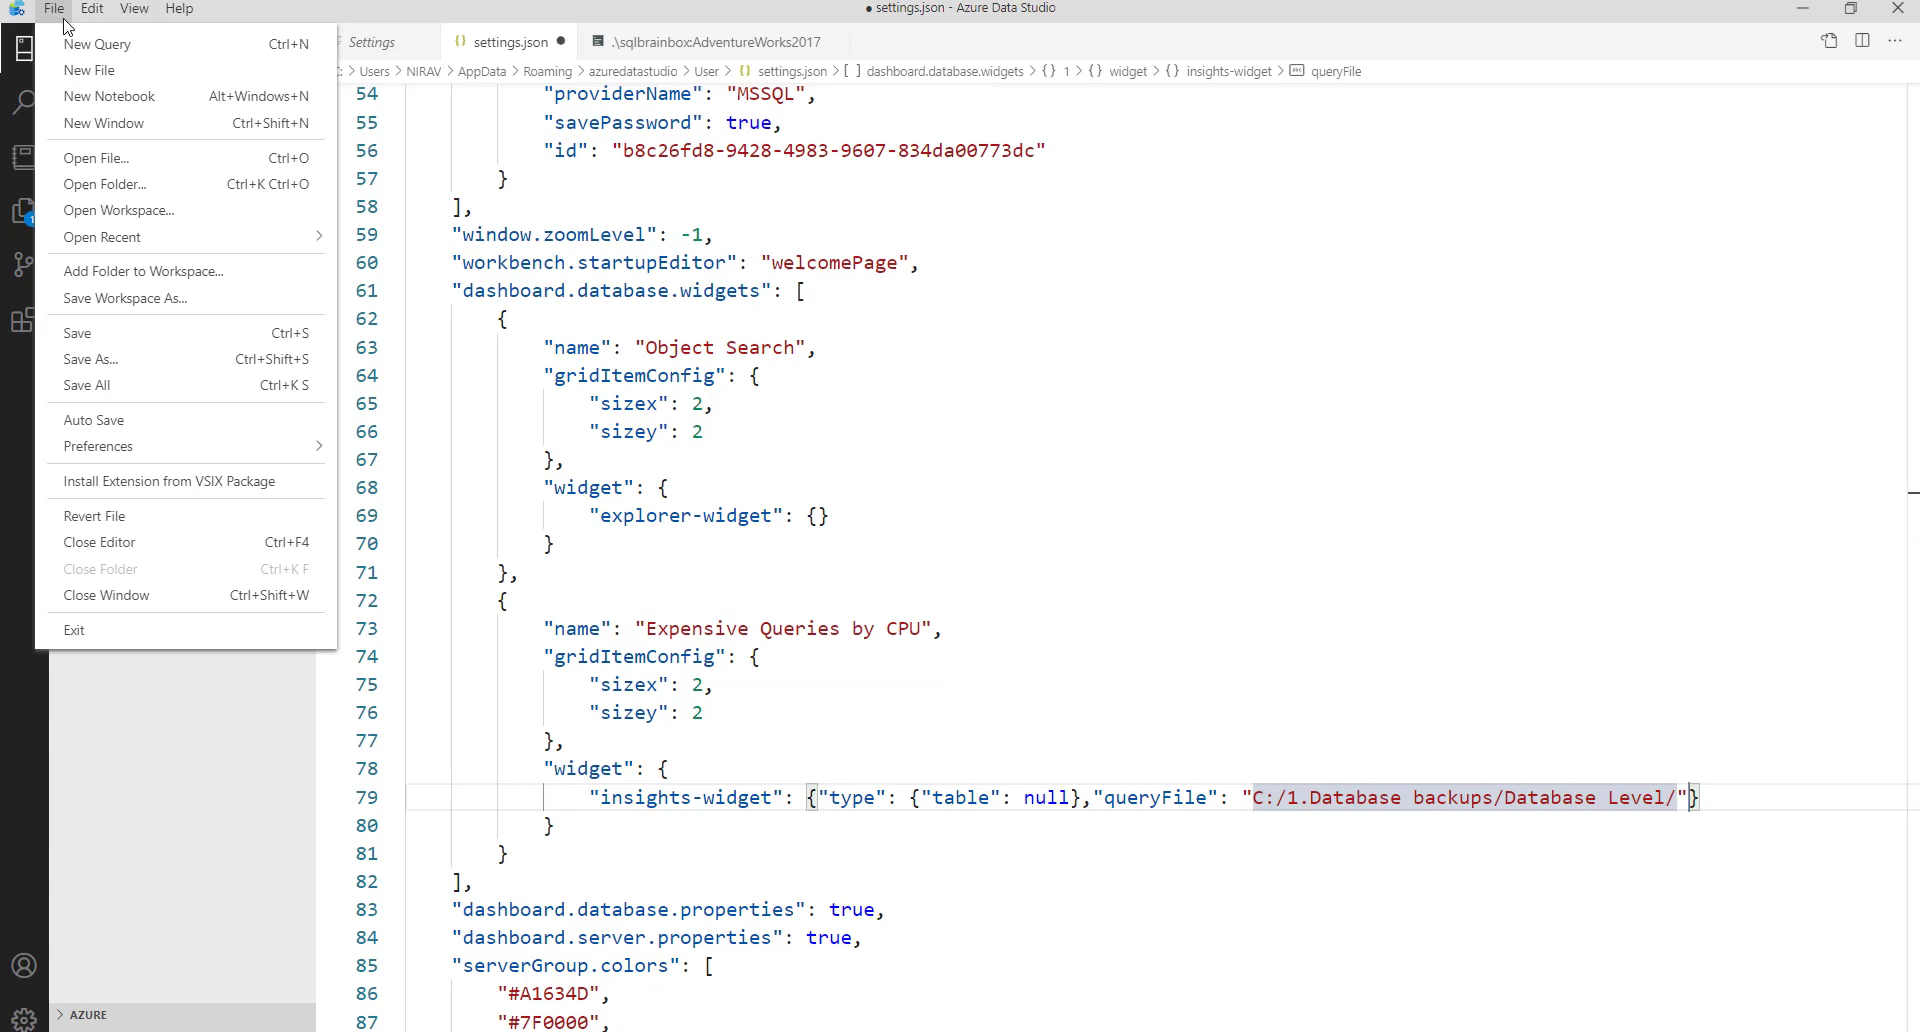 File Edit View Help
● settings.json - Azure Data Studio
New Query Ctrl+N
New File
New Notebook Alt+Windows+N
New Window Ctrl+Shift+N
Open File... Ctrl+O
Open Folder... Ctrl+K Ctrl+O
Open Workspace...
Open Recent >
Add Folder to Workspace...
Save Workspace As...
Save Ctrl+S
Save As... Ctrl+Shift+S
Save All Ctrl+K S
Auto Save
Preferences >
Install Extension from VSIX Package
Revert File
Close Editor Ctrl+F4
Close Folder Ctrl+K F
Close Window Ctrl+Shift+W
Exit
Settings {} settings.json ● .\sqlbrainbox:AdventureWorks2017
> Users > NIRAV > AppData > Roaming > azuredatastudio > User > {} settings.json > [ ] dashboard.database.widgets > {} 1 > {} widget > {} insights-widget > abc queryFile
54 "providerName": "MSSQL",
55 "savePassword": true,
56 "id": "b8c26fd8-9428-4983-9607-834da00773dc"
57 }
58 ],
59 "window.zoomLevel": -1,
60 "workbench.startupEditor": "welcomePage",
61 "dashboard.database.widgets": [
62 {
63 "name": "Object Search",
64 "gridItemConfig": {
65 "sizex": 2,
66 "sizey": 2
67 },
68 "widget": {
69 "explorer-widget": {}
70 }
71 },
72 {
73 "name": "Expensive Queries by CPU",
74 "gridItemConfig": {
75 "sizex": 2,
76 "sizey": 2
77 },
78 "widget": {
79 "insights-widget": {"type": {"table": null},"queryFile": "C:/1.Database backups/Database Level/"}
80 }
81 }
82 ],
83 "dashboard.database.properties": true,
84 "dashboard.server.properties": true,
85 "serverGroup.colors": [
86 "#A1634D",
87 "#7F0000",
1
> AZURE